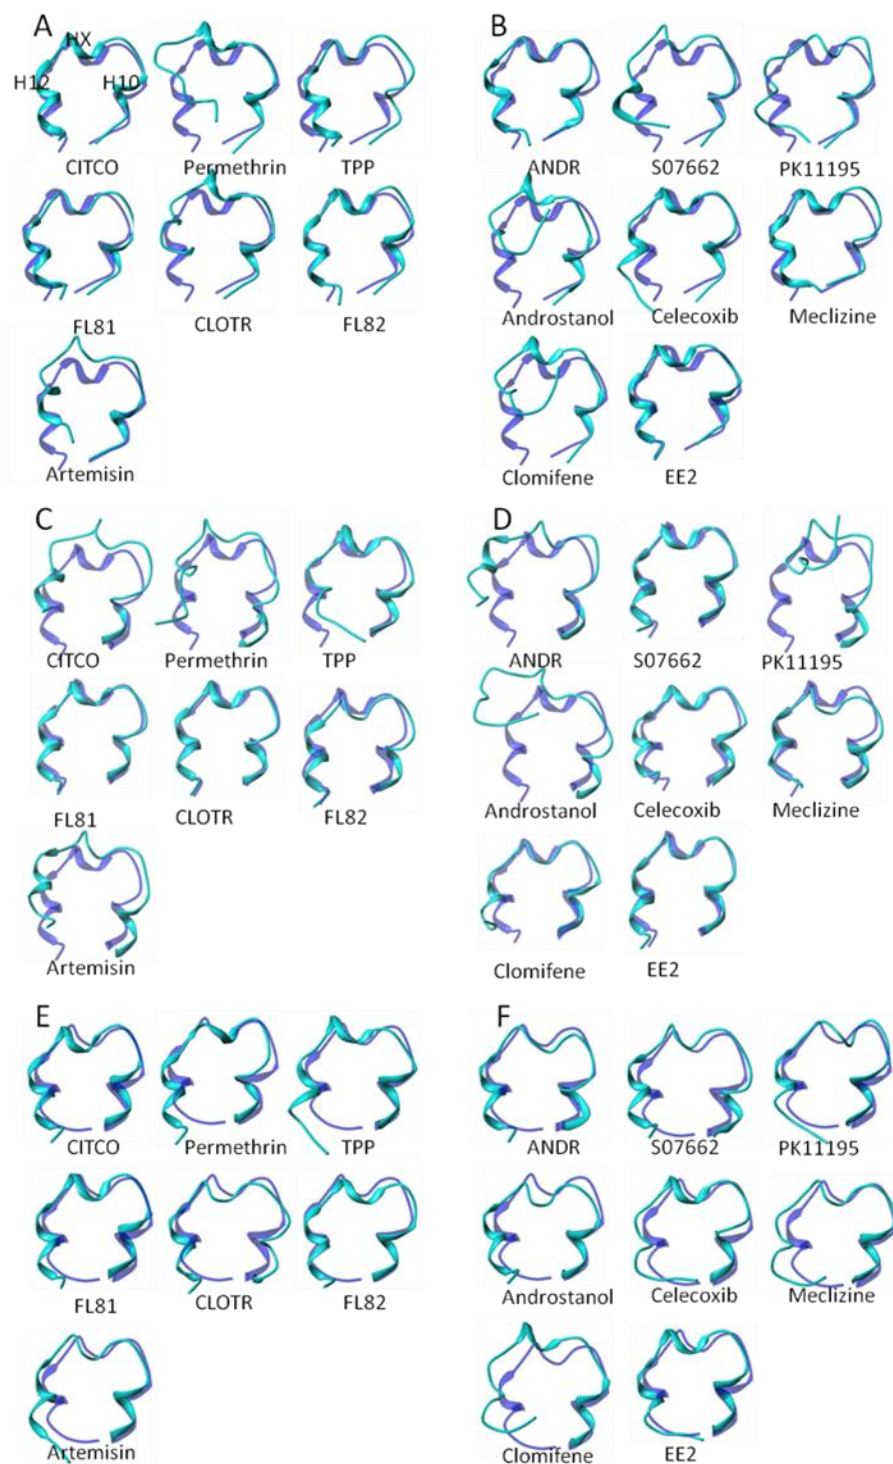 A
B
HX
H12
H10
CITCO
Permethrin
TPP
ANDR
S07662
PK11195
FL81
CLOTR
FL82
Androstanol
Celecoxib
Meclizine
Artemisin
Clomifene
EE2
C
D
CITCO
Permethrin
TPP
ANDR
S07662
PK11195
FL81
CLOTR
FL82
Androstanol
Celecoxib
Meclizine
Artemisin
Clomifene
EE2
E
F
CITCO
Permethrin
TPP
ANDR
S07662
PK11195
FL81
CLOTR
FL82
Androstanol
Celecoxib
Meclizine
Artemisin
Clomifene
EE2